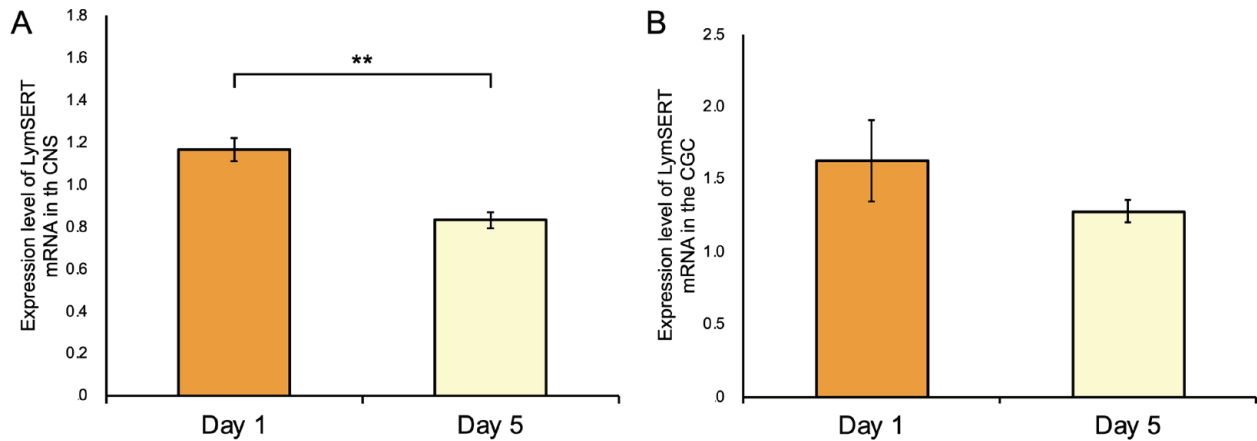 A
Expression level of LymSERT
mRNA in th CNS
1.8
1.6
1.4
1.2
1.0
0.8
0.6
0.4
0.2
.0
**
Day 1
Day 5
B
Expression level of LymSERT
mRNA in the CGC
2.5
2.0
1.5
1.0
0.5
.0
Day 1
Day 5